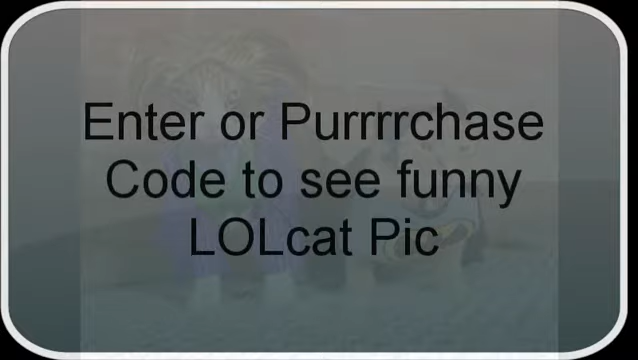 Enter or Purrrrchase
Code to see funny
LOLcat Pic